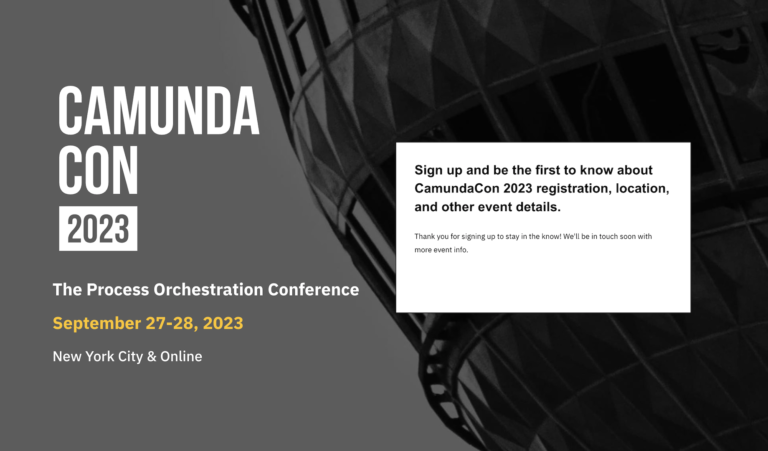 CAMUNDA
CON
2023
The Process Orchestration Conference
September 27-28, 2023
New York City & Online
Sign up and be the first to know about
CamundaCon 2023 registration, location,
and other event details.
Thank you for signing up to stay in the know! We'll be in touch soon with
more event info.